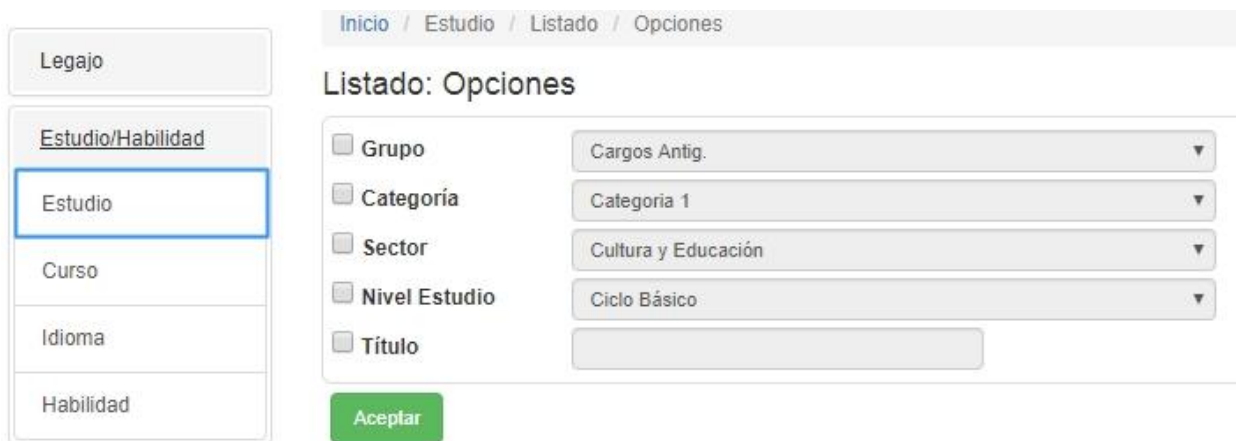 Inicio / Estudio / Listado / Opciones
Legajo
Estudio/Habilidad
Estudio
Curso
Idioma
Habilidad
Listado: Opciones
Grupo Cargos Antig.
Categoría Categoria 1
Sector Cultura y Educación
Nivel Estudio Ciclo Básico
Título
Aceptar